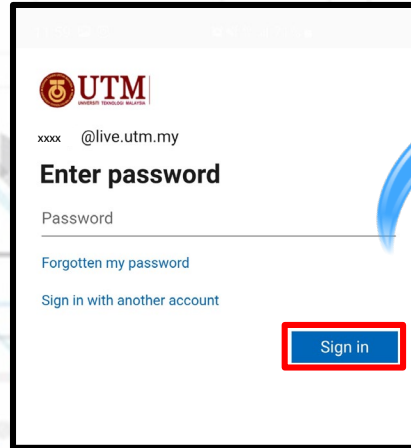 UTM
UNIVERSITI TEKNOLOGI MALAYSIA
xxxx @live.utm.my
Enter password
Password
Forgotten my password
Sign in with another account
Sign in